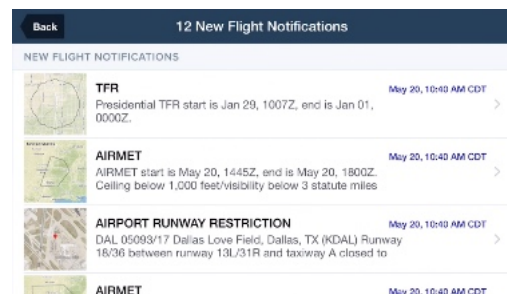 Back
12 New Flight Notifications
NEW FLIGHT NOTIFICATIONS
TFR
May 20, 10:40 AM CDT
Presidential TFR start is Jan 29, 1007Z, end is Jan 01,
0000Z.
AIRMET
May 20, 10:40 AM CDT
AIRMET start is May 20, 1445Z, end is May 20, 1800Z.
Ceiling below 1,000 feet/visibility below 3 statute miles
AIRPORT RUNWAY RESTRICTION
May 20, 10:40 AM CDT
DAL 05093/17 Dallas Love Field, Dallas, TX (KDAL) Runway
18/36 between runway 13L/31R and taxiway A closed to
AIRMET
May 20, 10:40 AM CDT